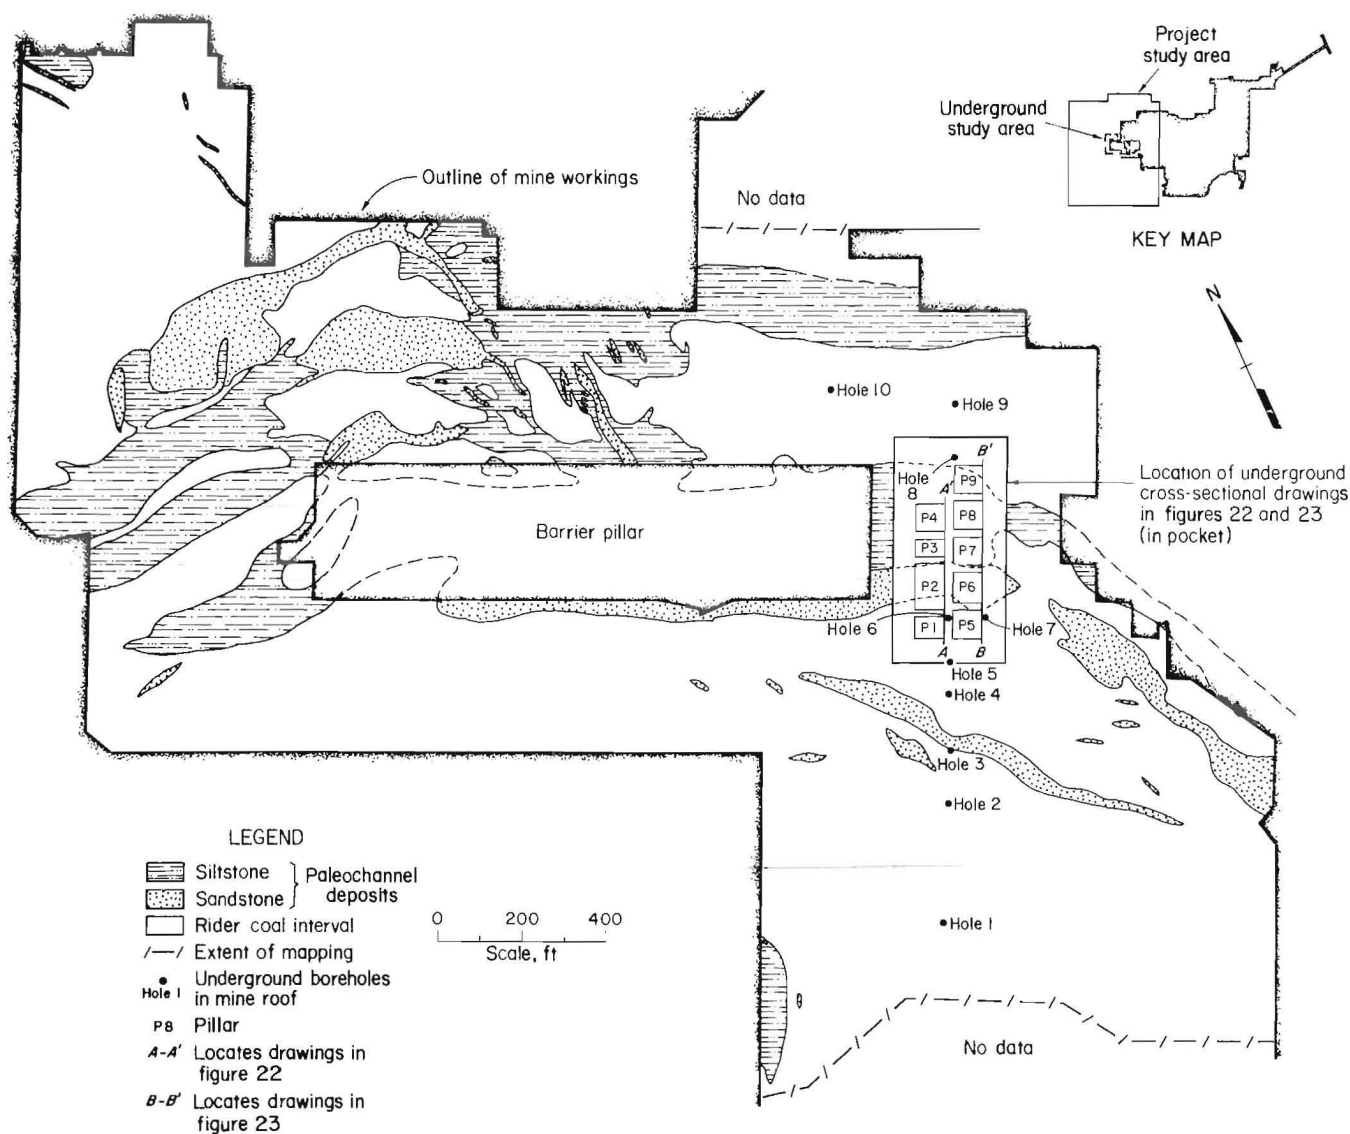 Project
study area
Underground
study area
Outline of mine workings
No data
KEY MAP
N
Hole 10
Hole 9
B'
Hole
8
A'
P9
Location of underground
cross-sectional drawings
in figures 22 and 23
(in pocket)
P4
P8
Barrier pillar
P3
P7
P2
P6
Hole 6
P1
P5
Hole 7
A
B
Hole 5
Hole 4
Hole 3
Hole 2
LEGEND
Siltstone
Sandstone
Paleochannel
deposits
Rider coal interval
Extent of mapping
Hole 1
Underground boreholes
in mine roof
P8 Pillar
A-A' Locates drawings in
figure 22
B-B' Locates drawings in
figure 23
0 200 400
Scale, ft
Hole 1
No data